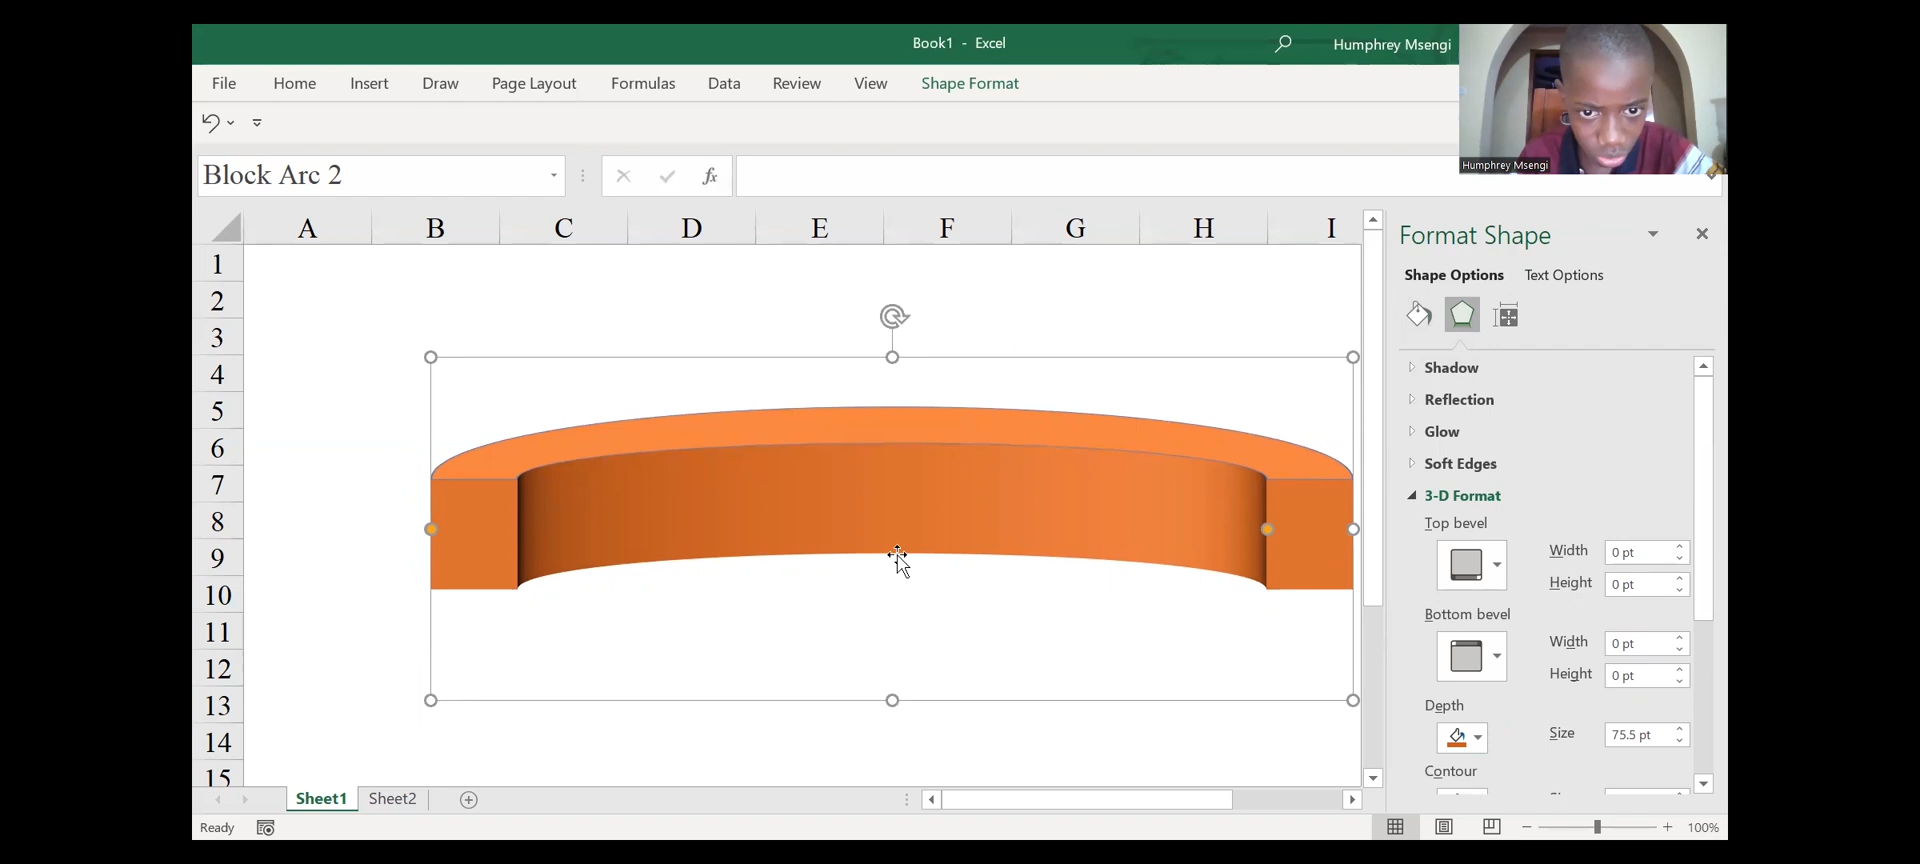 Book1 - Excel
Humphrey Msengi
File Home Insert Draw Page Layout Formulas Data Review View Shape Format
Humphrey Msengi
Block Arc 2
fx
A B C D E F G H I
1
2
3
4
5
6
7
8
9
10
11
12
13
14
15
Format Shape
Shape Options Text Options
Shadow
Reflection
Glow
Soft Edges
3-D Format
Top bevel
Width 0 pt
Height 0 pt
Bottom bevel
Width 0 pt
Height 0 pt
Depth
Size 75.5 pt
Contour
Sheet1 Sheet2
Ready
100%